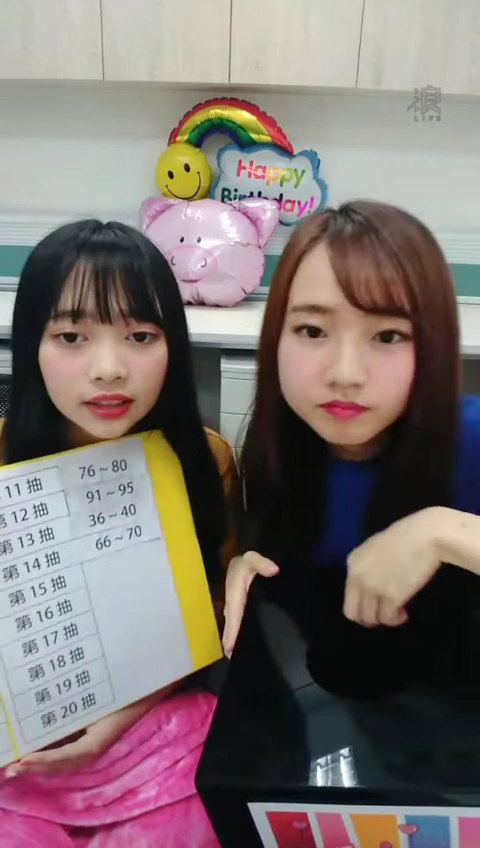 浪
LIVE
Happy
Birthday!
11 抽 76~80
第 12 抽 91~95
第 13 抽 36~40
第 14 抽 66~70
第 15 抽
第 16 抽
第 17 抽
第 18 抽
第 19 抽
第 20 抽